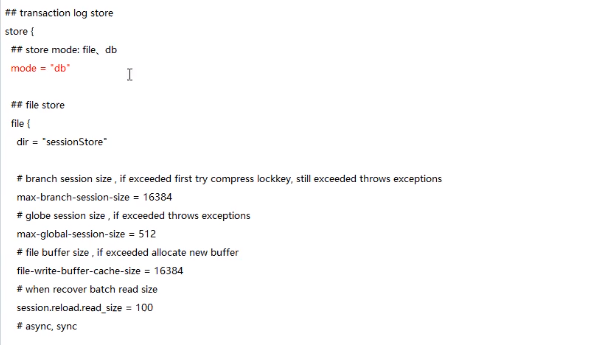 ## transaction log store
store {
## store mode: file、db
mode = "db"
## file store
file {
dir = "sessionStore"
# branch session size , if exceeded first try compress lockkey, still exceeded throws exceptions
max-branch-session-size = 16384
# globe session size , if exceeded throws exceptions
max-global-session-size = 512
# file buffer size , if exceeded allocate new buffer
file-write-buffer-cache-size = 16384
# when recover batch read size
session.reload.read_size = 100
# async, sync